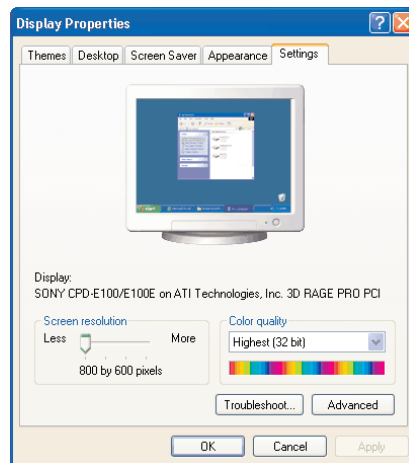 Display Properties
Themes Desktop Screen Saver Appearance Settings
Display:
SONY CPD-E100/E100E on ATI Technologies, Inc. 3D RAGE PRO PCI
Screen resolution
Less More
800 by 600 pixels
Color quality
Highest (32 bit)
Troubleshoot... Advanced
OK Cancel Apply